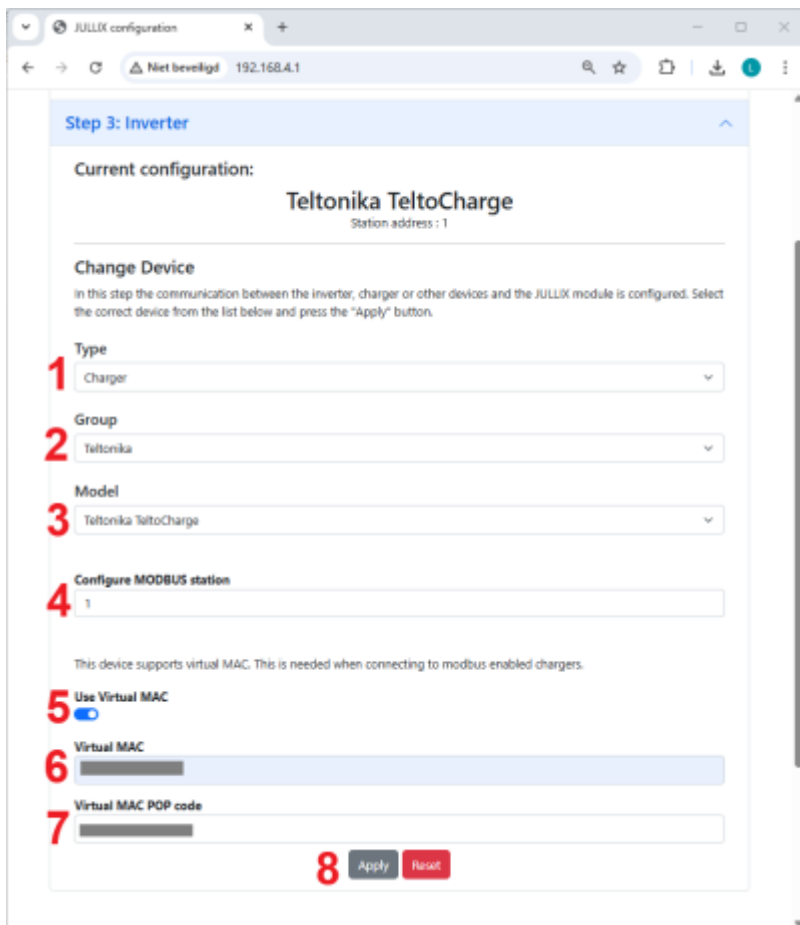 JULLIX configuration
Niet beveiligd 192.168.4.1
L
Step 3: Inverter
Current configuration:
Teltonika TeltoCharge
Station address : 1
Change Device
In this step the communication between the inverter, charger or other devices and the JULLIX module is configured. Select
the correct device from the list below and press the "Apply" button.
Type
1 Charger
Group
2 Teltonika
Model
3 Teltonika TeltoCharge
Configure MODBUS station
4 1
This device supports virtual MAC. This is needed when connecting to modbus enabled chargers.
Use Virtual MAC
5
Virtual MAC
6
Virtual MAC POP code
7
8 Apply Reset